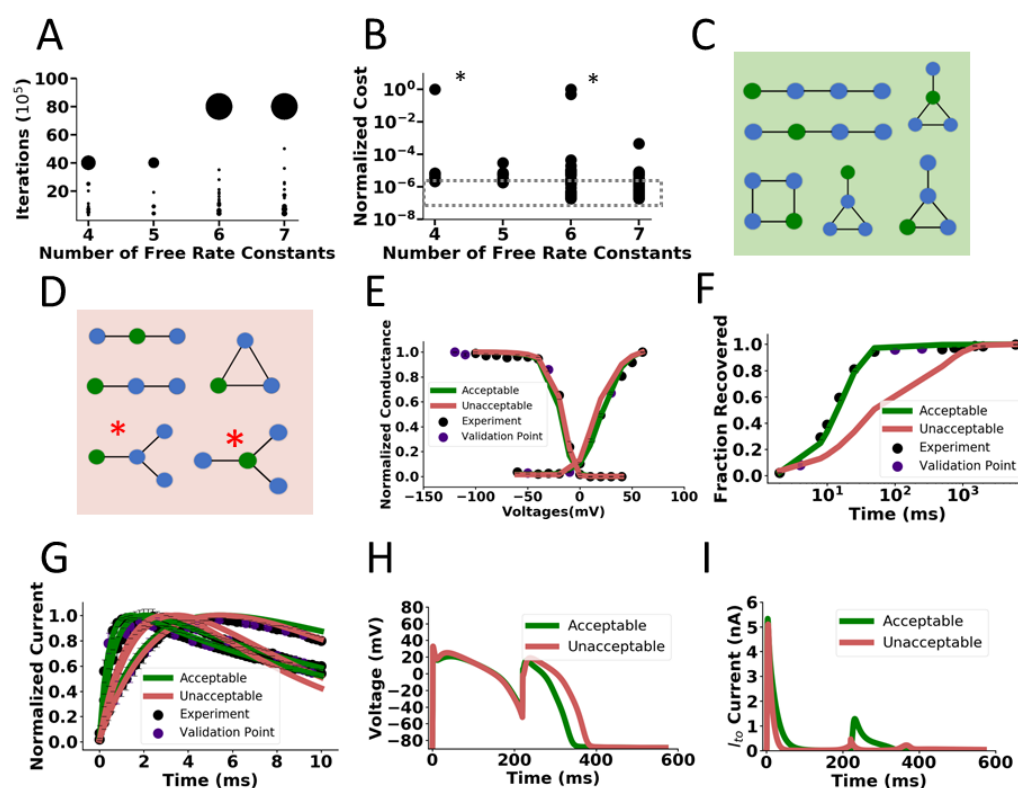 A
Iterations (10⁵)
100
80
60
40
20
4 5 6 7
Number of Free Rate Constants
B
Normalized Cost
* *
10⁰
10⁻²
10⁻⁴
10⁻⁶
10⁻⁸
4 5 6 7
Number of Free Rate Constants
C
D
* *
E
Normalized Conductance
1.0
0.8
0.6
0.4
0.2
0.0
Acceptable
Unacceptable
Experiment
Validation Point
−150 −100 −50 0 50 100
Voltages(mV)
F
Fraction Recovered
1.0
0.8
0.6
0.4
0.2
0.0
Acceptable
Unacceptable
Experiment
Validation Point
10¹ 10² 10³
Time (ms)
G
Normalized Current
1.0
0.8
0.6
0.4
0.2
0.0
Acceptable
Unacceptable
Experiment
Validation Point
0 2 4 6 8 10
Time (ms)
H
Voltage (mV)
80
60
40
20
0
−20
−40
−60
−80
Acceptable
Unacceptable
0 200 400 600
Time (ms)
I
Ito Current (nA)
6
5
4
3
2
1
0
Acceptable
Unacceptable
0 200 400 600
Time (ms)